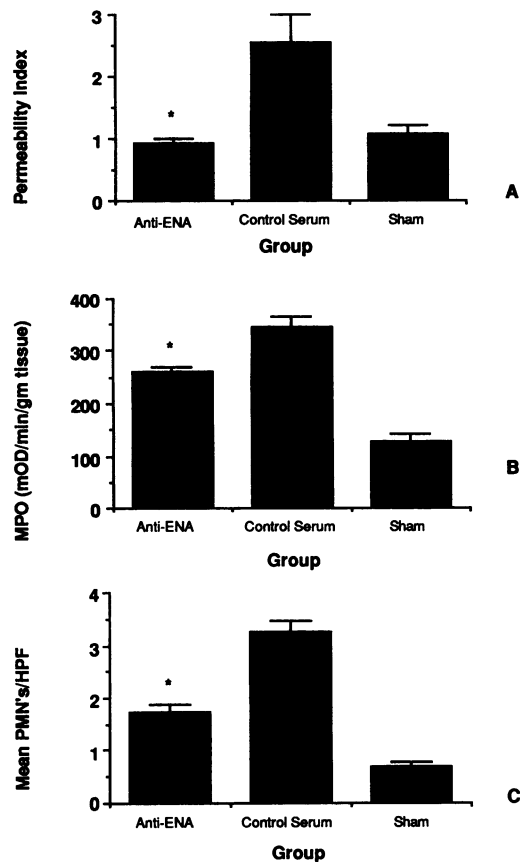 Permeability Index
3
2
1
0
*
Anti-ENA Control Serum Sham
Group
A
MPO (mOD/min/gm tissue)
400
300
200
100
0
*
Anti-ENA Control Serum Sham
Group
B
Mean PMN's/HPF
4
3
2
1
0
*
Anti-ENA Control Serum Sham
Group
C